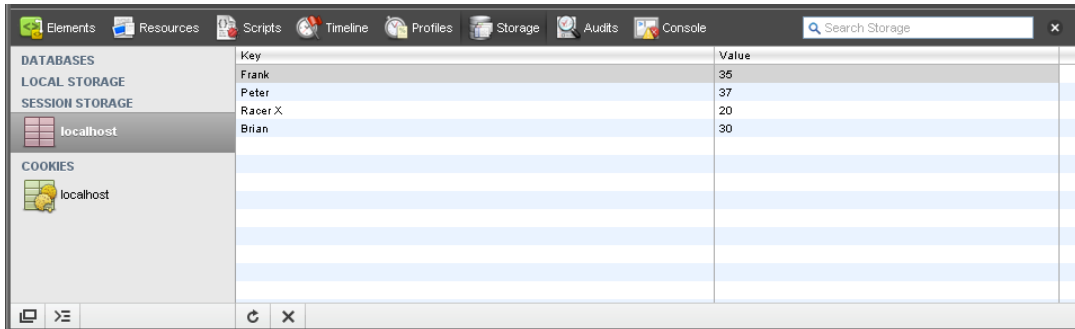 Elements Resources Scripts Timeline Profiles Storage Audits Console Search Storage
DATABASES
LOCAL STORAGE
SESSION STORAGE
localhost
COOKIES
localhost
Key Value
Frank 35
Peter 37
Racer X 20
Brian 30